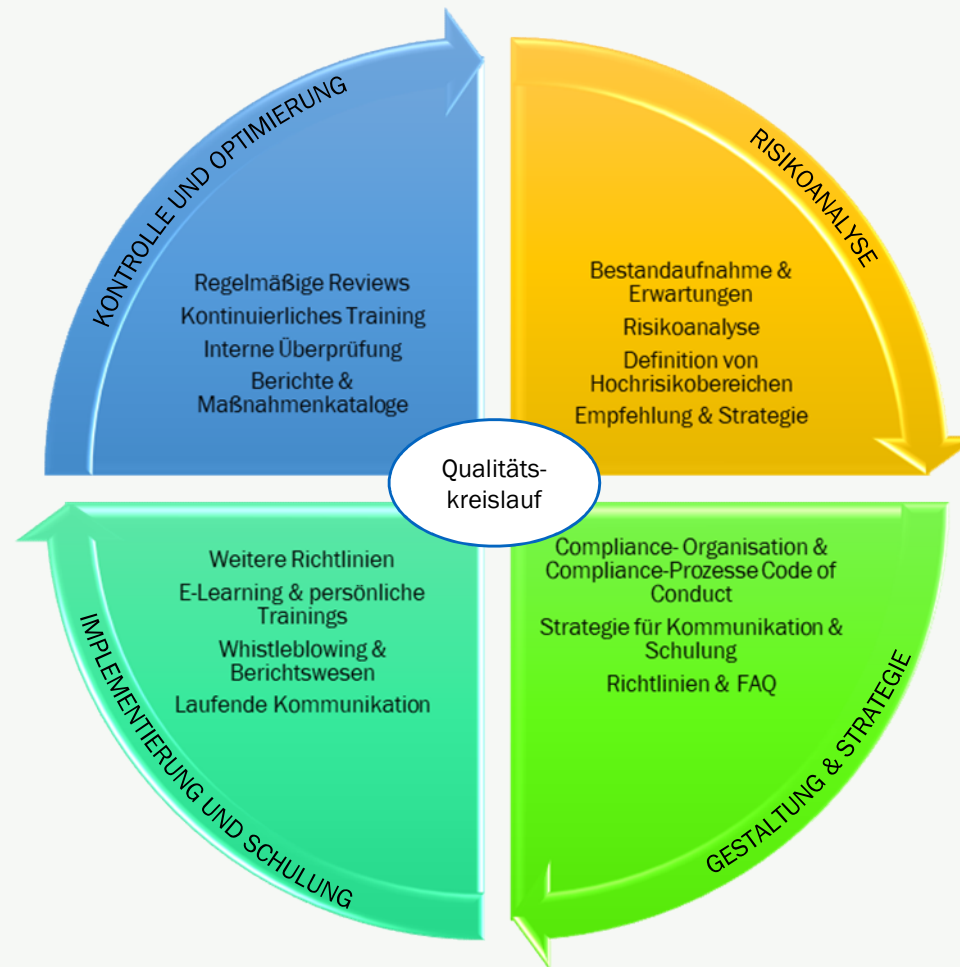 KONTROLLE UND OPTIMIERUNG
Regelmäßige Reviews
Kontinuierliches Training
Interne Überprüfung
Berichte &
Maßnahmenkataloge
RISIKOANALYSE
Bestandaufnahme &
Erwartungen
Risikoanalyse
Definition von
Hochrisikobereichen
Empfehlung & Strategie
Qualitäts-
kreislauf
IMPLEMENTIERUNG UND SCHULUNG
Weitere Richtlinien
E-Learning & persönliche
Trainings
Whistleblowing &
Berichtswesen
Laufende Kommunikation
Compliance- Organisation &
Compliance-Prozesse Code of
Conduct
Strategie für Kommunikation &
Schulung
Richtlinien & FAQ
GESTALTUNG & STRATEGIE